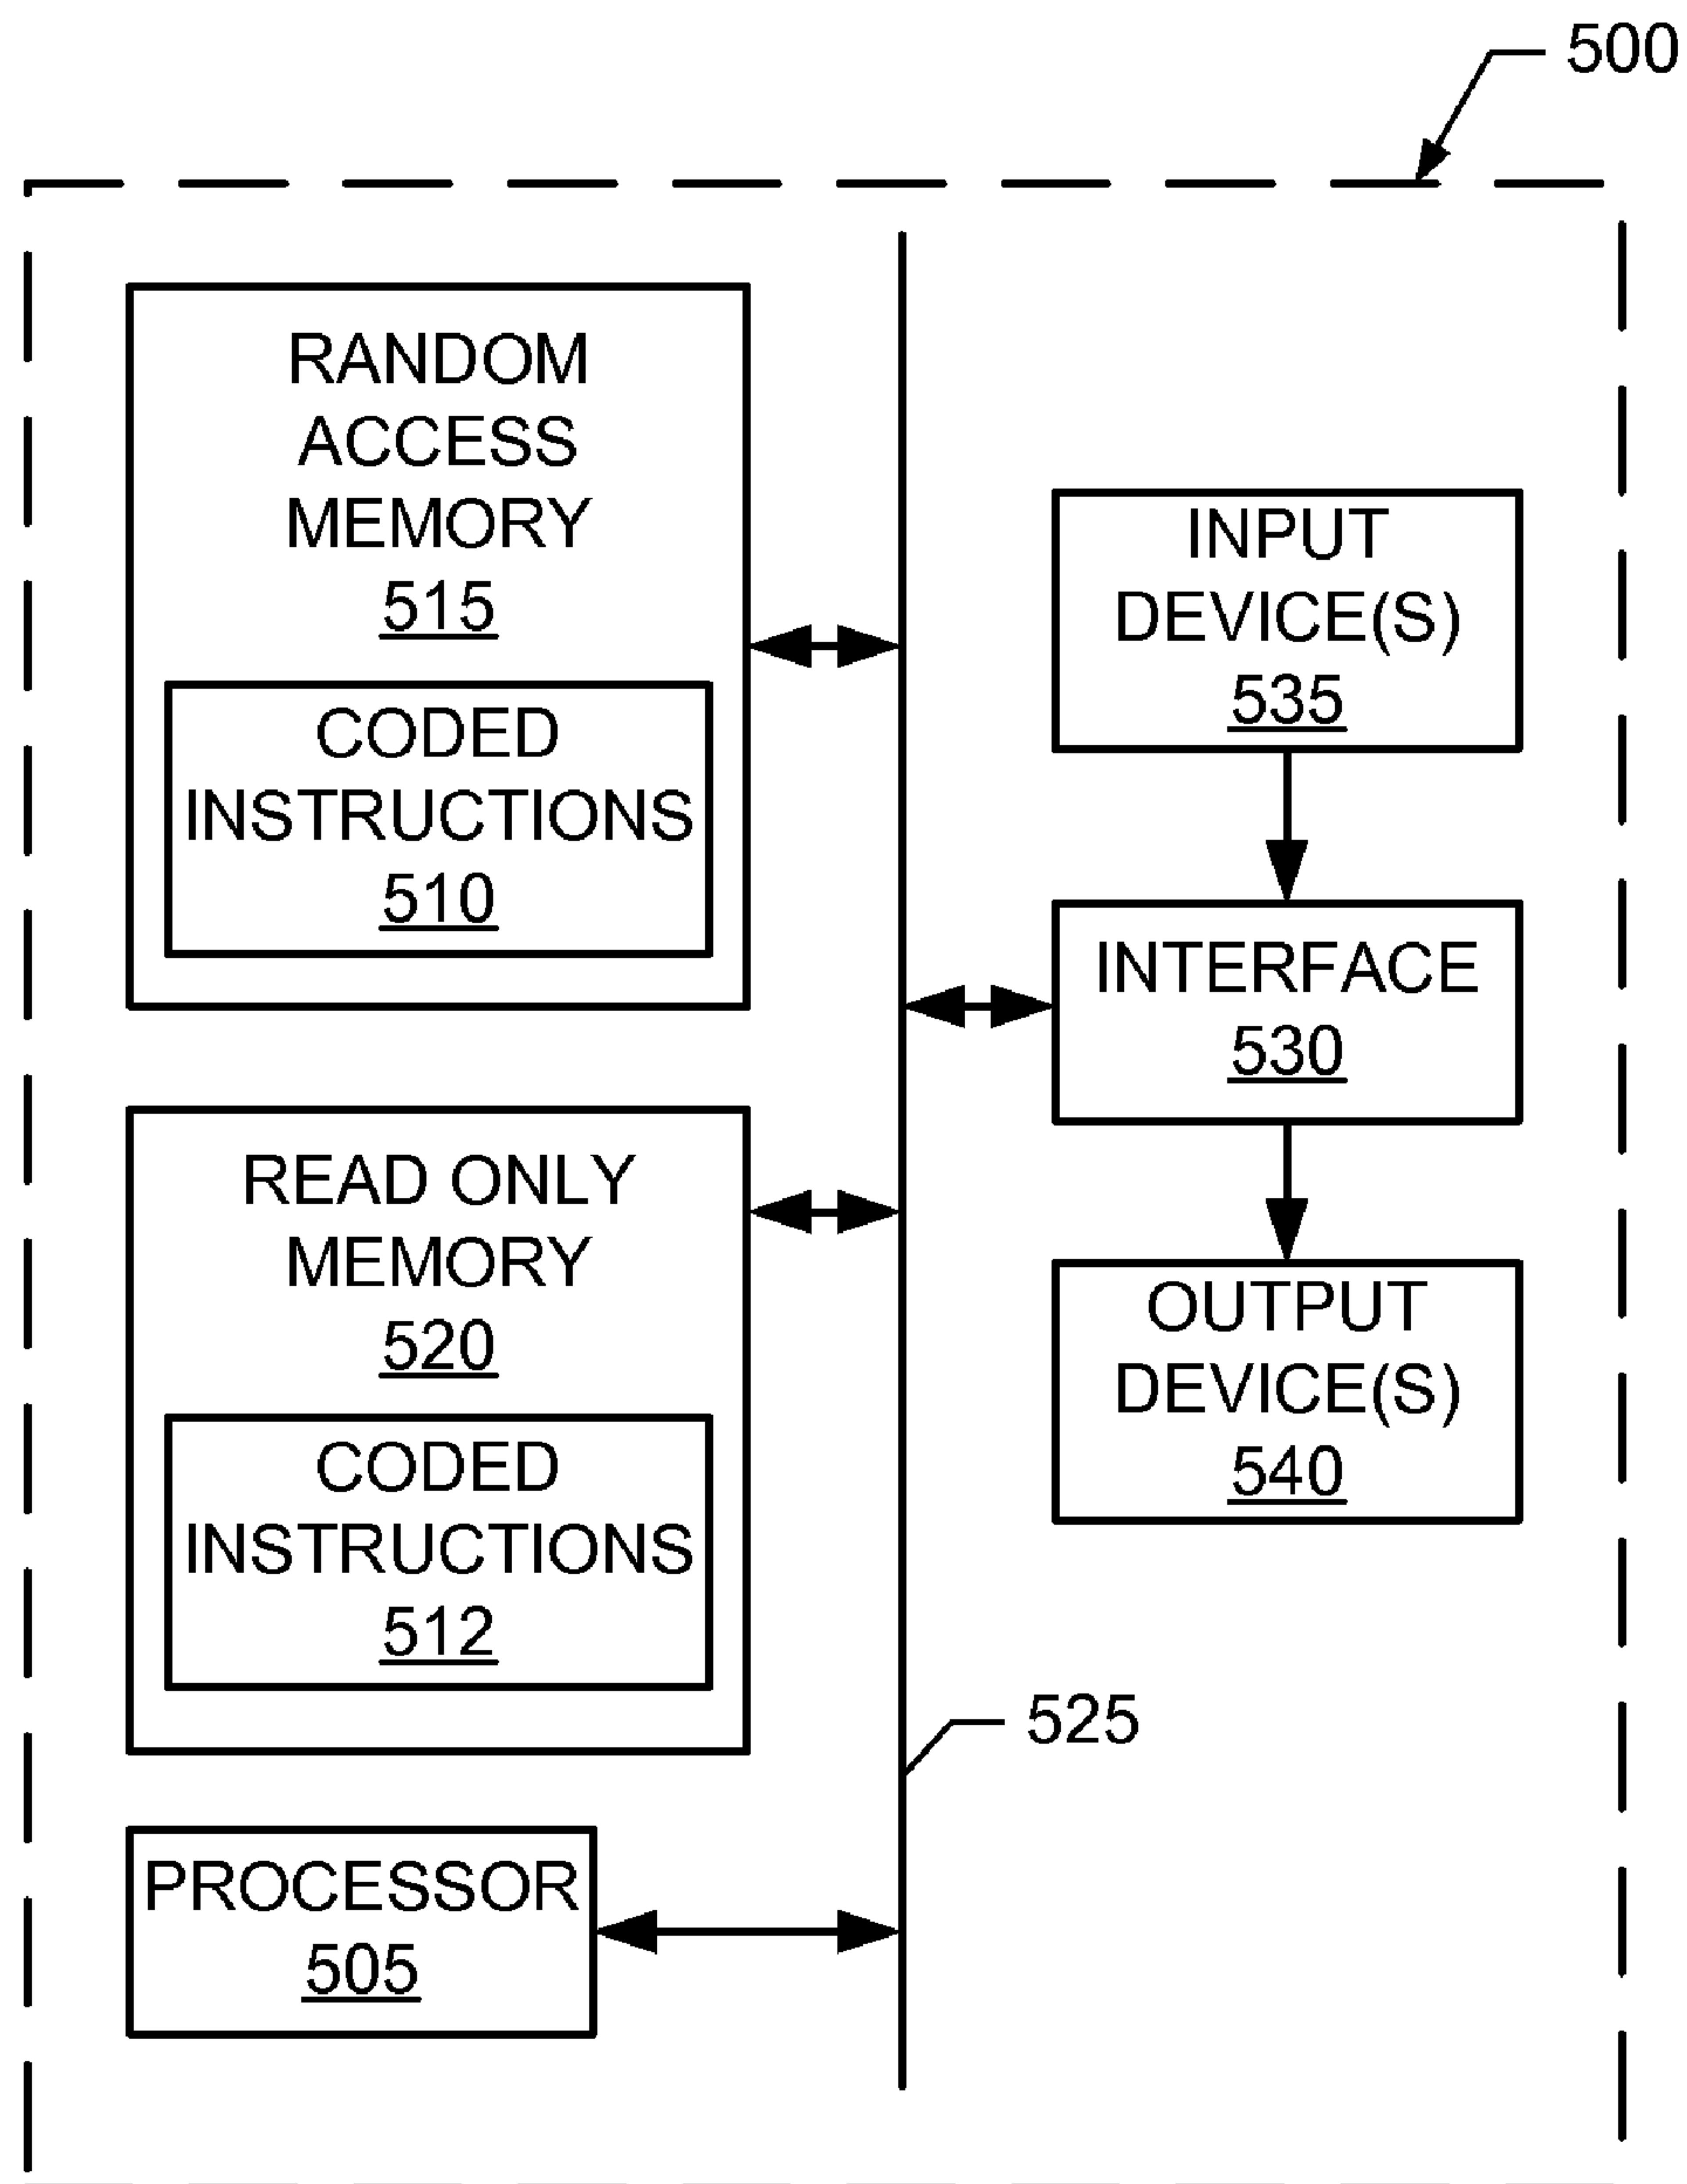 500
RANDOM
ACCESS
MEMORY
515
CODED
INSTRUCTIONS
510
INPUT
DEVICE(S)
535
INTERFACE
530
READ ONLY
MEMORY
520
CODED
INSTRUCTIONS
512
OUTPUT
DEVICE(S)
540
525
PROCESSOR
505